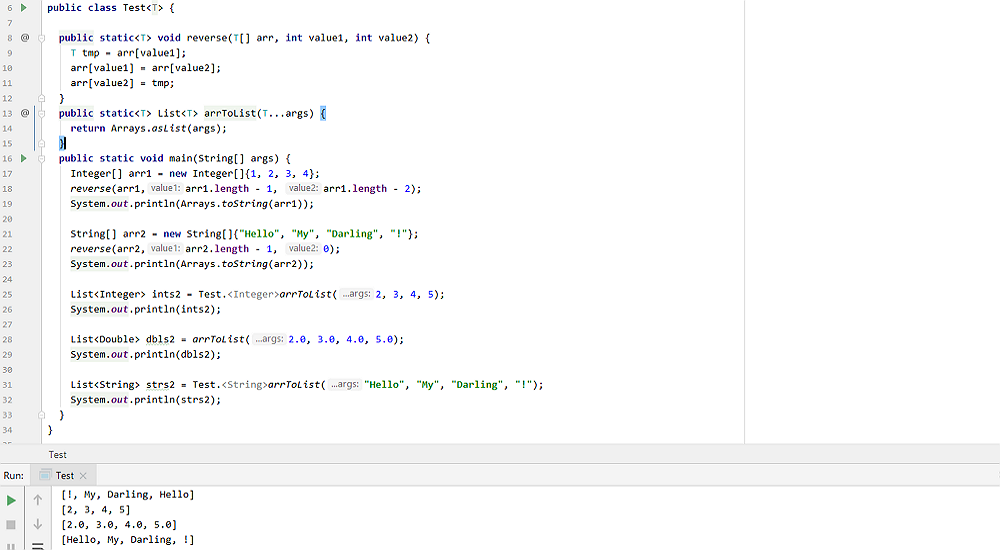 6 public class Test<T> {
7
8 @ public static<T> void reverse(T[] arr, int value1, int value2) {
9 T tmp = arr[value1];
10 arr[value1] = arr[value2];
11 arr[value2] = tmp;
12 }
13 @ public static<T> List<T> arrToList(T...args) {
14 return Arrays.asList(args);
15 }
16 public static void main(String[] args) {
17 Integer[] arr1 = new Integer[]{1, 2, 3, 4};
18 reverse(arr1, value1: arr1.length - 1, value2: arr1.length - 2);
19 System.out.println(Arrays.toString(arr1));
20
21 String[] arr2 = new String[]{"Hello", "My", "Darling", "!"};
22 reverse(arr2, value1: arr2.length - 1, value2: 0);
23 System.out.println(Arrays.toString(arr2));
24
25 List<Integer> ints2 = Test.<Integer>arrToList( ...args: 2, 3, 4, 5);
26 System.out.println(ints2);
27
28 List<Double> dbls2 = arrToList( ...args: 2.0, 3.0, 4.0, 5.0);
29 System.out.println(dbls2);
30
31 List<String> strs2 = Test.<String>arrToList( ...args: "Hello", "My", "Darling", "!");
32 System.out.println(strs2);
33 }
34 }
Test
Run: Test
[!, My, Darling, Hello]
[2, 3, 4, 5]
[2.0, 3.0, 4.0, 5.0]
[Hello, My, Darling, !]